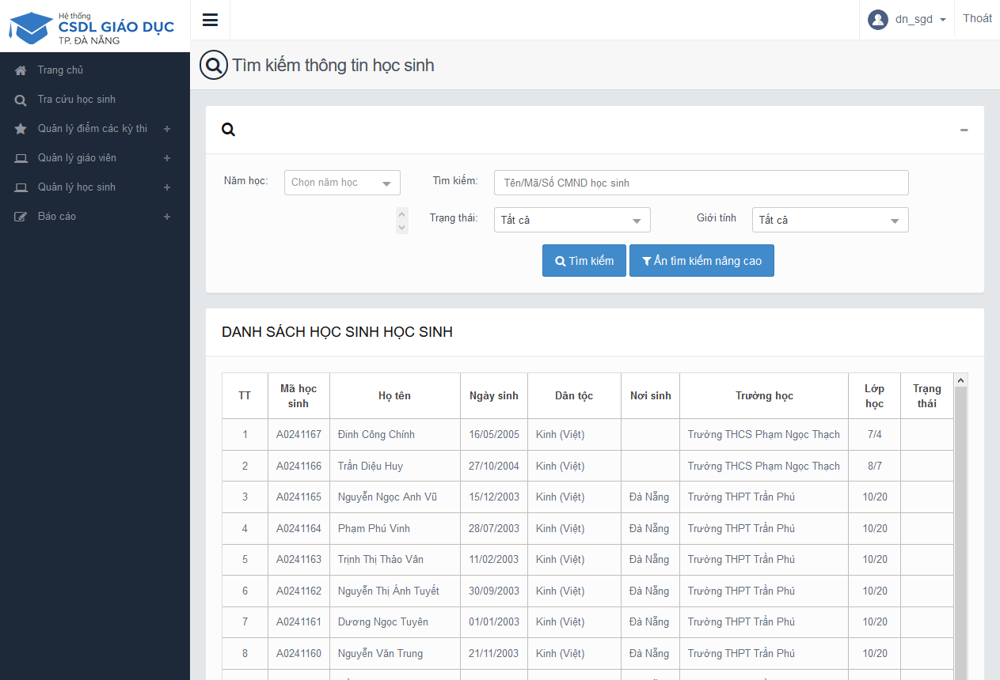 Hệ thống
CSDL GIÁO DỤC
TP. ĐÀ NẴNG
dn_sgd
Thoát
Trang chủ
Tra cứu học sinh
Quản lý điểm các kỳ thi +
Quản lý giáo viên +
Quản lý học sinh +
Báo cáo +
Tìm kiếm thông tin học sinh
Năm học: Chọn năm học Tìm kiếm: Tên/Mã/Số CMND học sinh
Trạng thái: Tất cả Giới tính Tất cả
Tìm kiếm Ẩn tìm kiếm nâng cao
DANH SÁCH HỌC SINH HỌC SINH
TT Mã học sinh Họ tên Ngày sinh Dân tộc Nơi sinh Trường học Lớp học Trạng thái
1 A0241167 Đinh Công Chính 16/05/2005 Kinh (Việt) Trường THCS Phạm Ngọc Thạch 7/4
2 A0241166 Trần Diệu Huy 27/10/2004 Kinh (Việt) Trường THCS Phạm Ngọc Thạch 8/7
3 A0241165 Nguyễn Ngọc Anh Vũ 15/12/2003 Kinh (Việt) Đà Nẵng Trường THPT Trần Phú 10/20
4 A0241164 Phạm Phú Vinh 28/07/2003 Kinh (Việt) Đà Nẵng Trường THPT Trần Phú 10/20
5 A0241163 Trịnh Thị Thảo Vân 11/02/2003 Kinh (Việt) Đà Nẵng Trường THPT Trần Phú 10/20
6 A0241162 Nguyễn Thị Ánh Tuyết 30/09/2003 Kinh (Việt) Đà Nẵng Trường THPT Trần Phú 10/20
7 A0241161 Dương Ngọc Tuyên 01/01/2003 Kinh (Việt) Đà Nẵng Trường THPT Trần Phú 10/20
8 A0241160 Nguyễn Văn Trung 21/11/2003 Kinh (Việt) Đà Nẵng Trường THPT Trần Phú 10/20